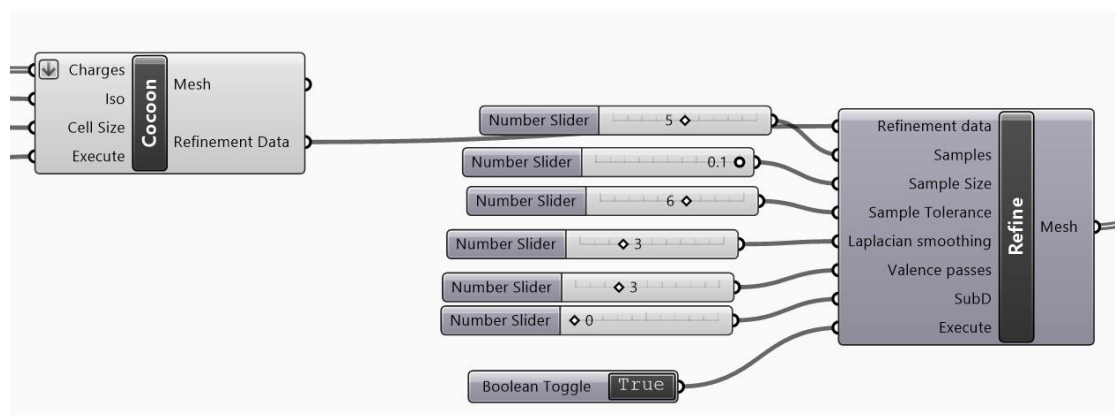 Charges
Iso
Cell Size
Execute
Cocoon
Mesh
Refinement Data
Number Slider 5
Number Slider 0.1
Number Slider 6
Number Slider 3
Number Slider 3
Number Slider 0
Boolean Toggle True
Refinement data
Samples
Sample Size
Sample Tolerance
Laplacian smoothing
Valence passes
SubD
Execute
Refine
Mesh